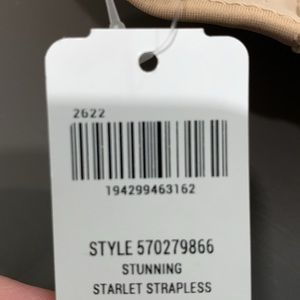 2622
194299463162
STYLE 570279866
STUNNING
STARLET STRAPLESS